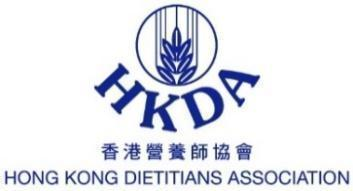 HKDA
香港營養師協會
HONG KONG DIETITIANS ASSOCIATION